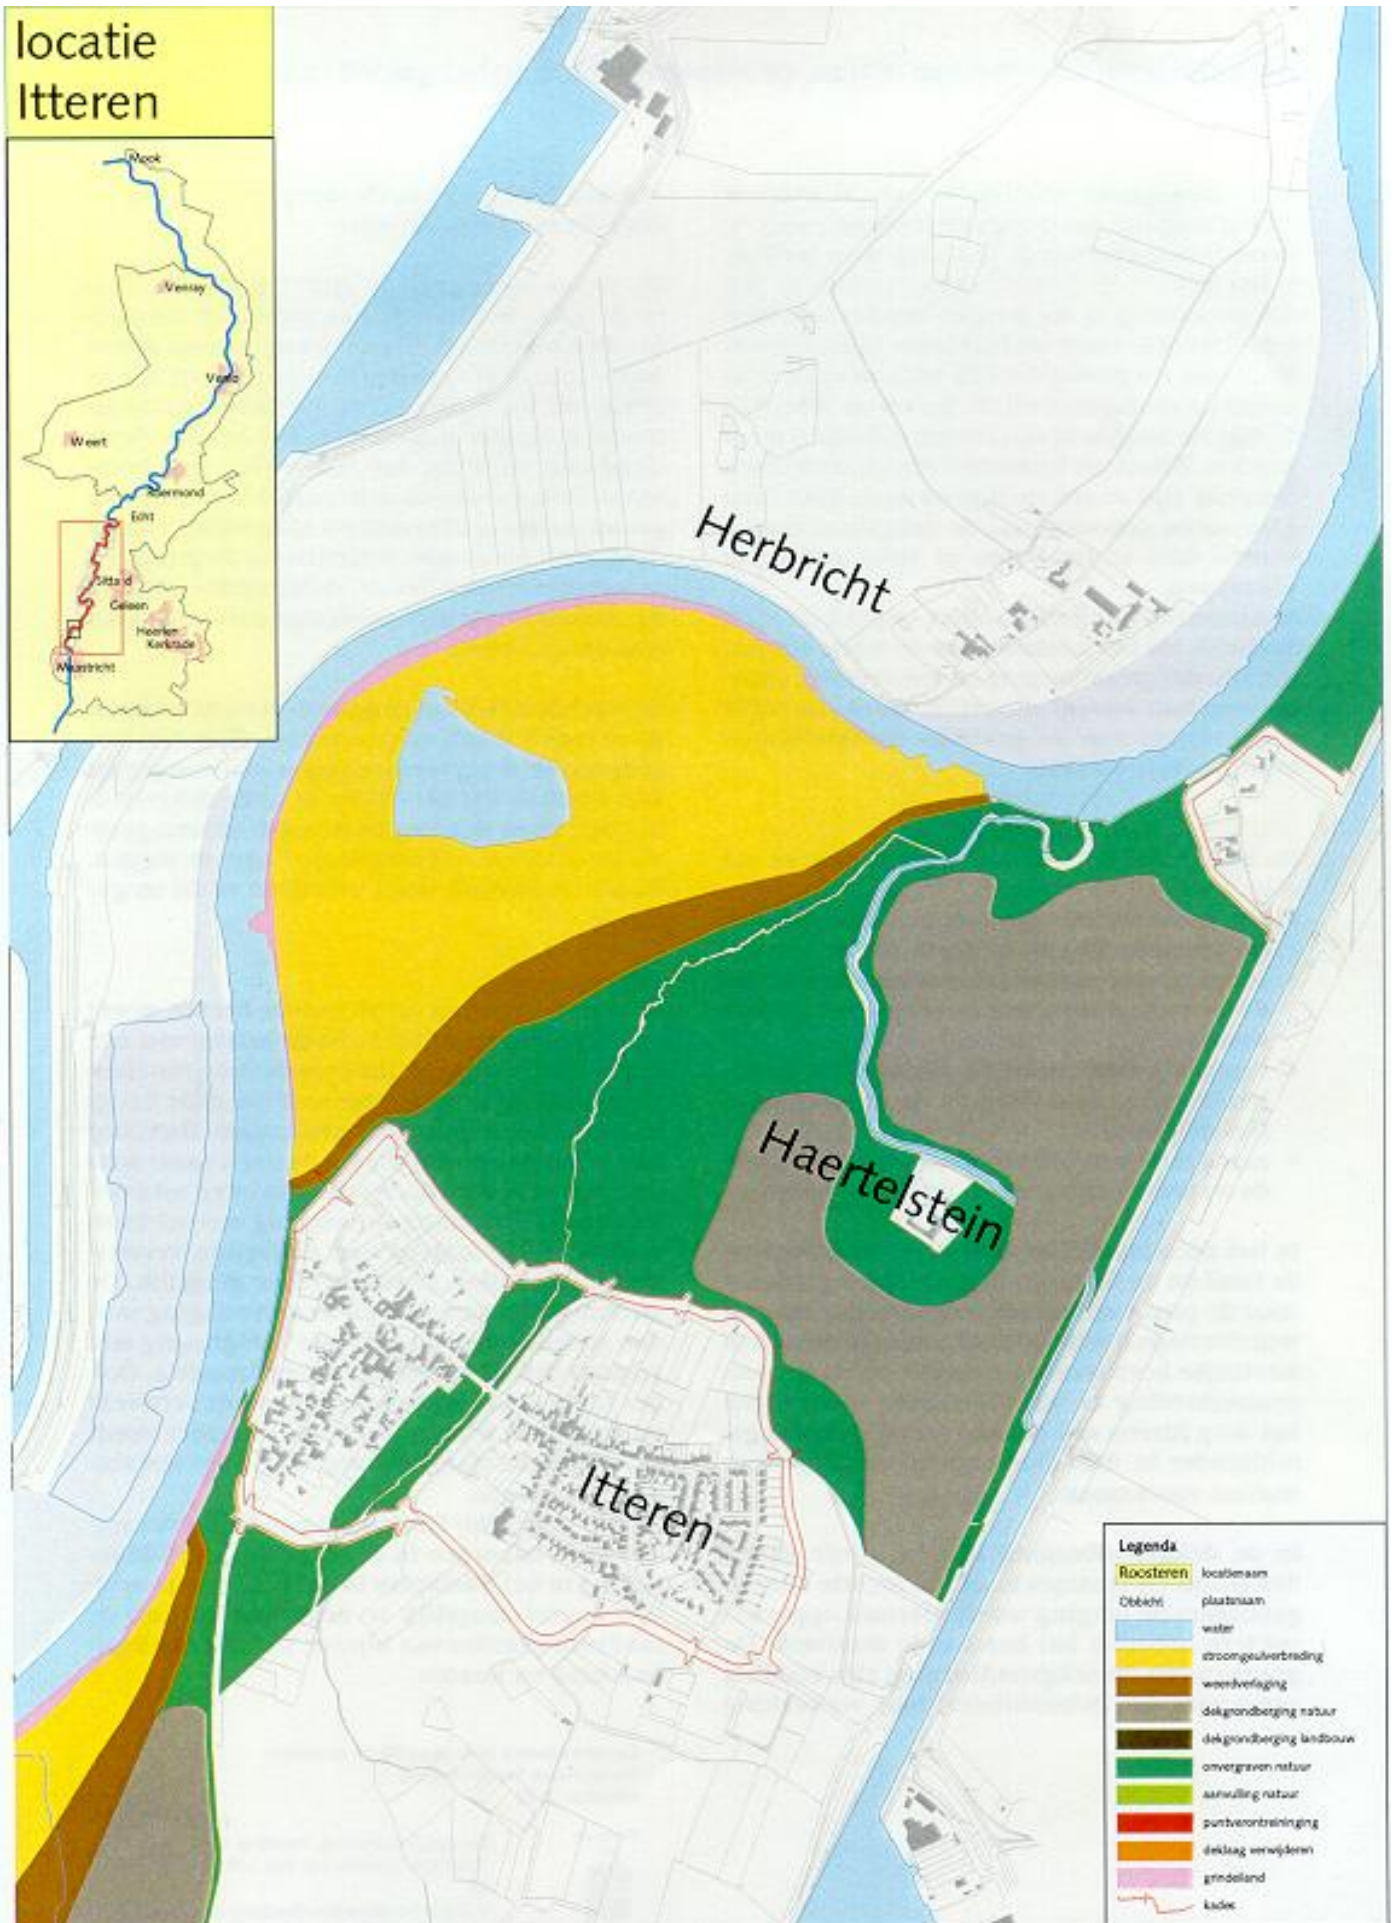 locatie
Itteren
Mook
Venray
Venlo
Weert
Roermond
Echt
Sittard
Geleen
Heerlen
Kerkrade
Maastricht
Herbricht
Haertelstein
Itteren
Legenda
Roosteren locatienaam
Obbicht plaatsnaam
water
stroomgeulverbreding
weerdverlaging
dekgrondberging natuur
dekgrondberging landbouw
onvergraven natuur
aanvulling natuur
puntverontreiniging
deklaag verwijderen
grindeiland
kades